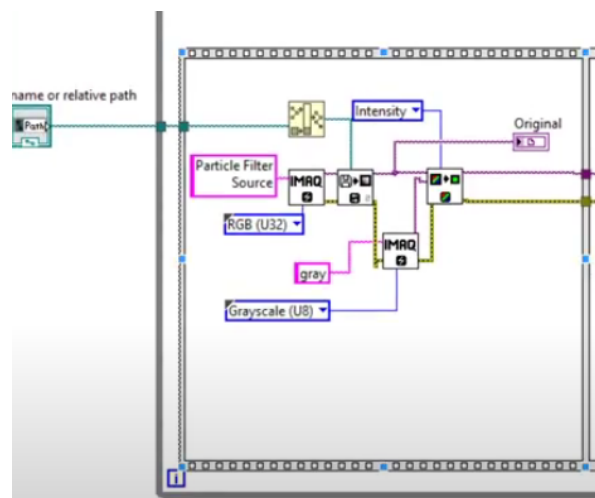 name or relative path
Path
Intensity
Original
Particle Filter
Source
IMAQ
RGB (U32)
IMAQ
gray
Grayscale (U8)
i